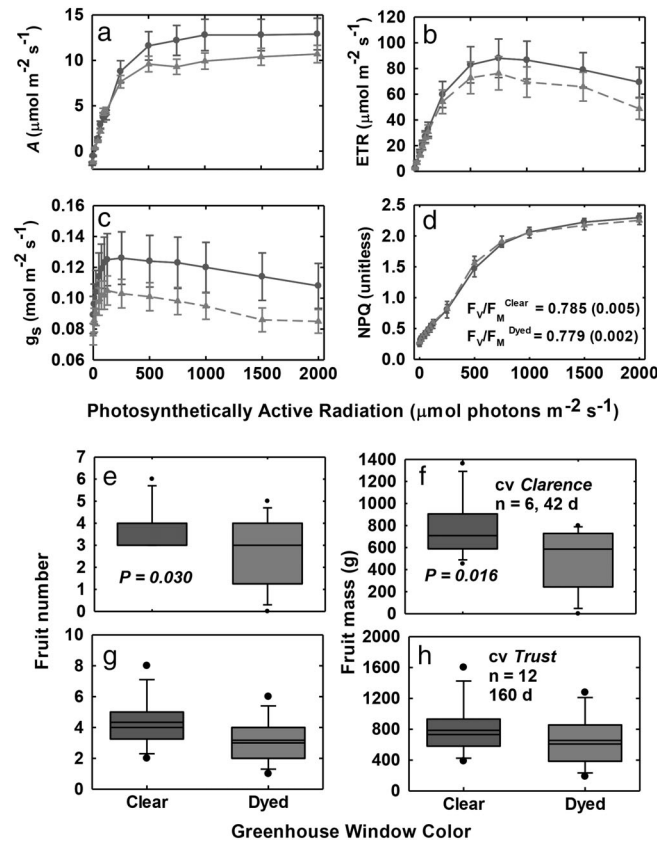 a
A (μmol m-2 s-1)
15
10
5
0
b
ETR (μmol m-2 s-1)
120
100
80
60
40
20
0
c
gs (mol m-2 s-1)
0.16
0.14
0.12
0.10
0.08
0.06
0 500 1000 1500 2000
d
NPQ (unitless)
2.5
2.0
1.5
1.0
0.5
0.0
FV/FM Clear = 0.785 (0.005)
FV/FM Dyed = 0.779 (0.002)
0 500 1000 1500 2000
Photosynthetically Active Radiation (μmol photons m-2 s-1)
e
7
6
5
4
3
2
1
0
P = 0.030
Fruit number
f
1400
1200
1000
800
600
400
200
0
cv Clarence
n = 6, 42 d
P = 0.016
Fruit mass (g)
g
10
8
6
4
2
0
Clear Dyed
h
2000
1600
1200
800
400
0
cv Trust
n = 12
160 d
Clear Dyed
Greenhouse Window Color